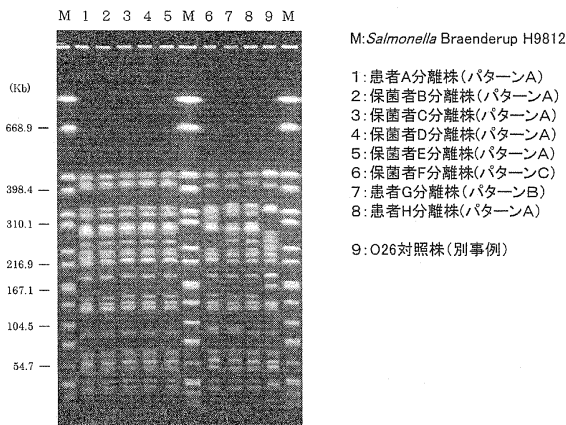 M 1 2 3 4 5 M 6 7 8 9 M
(Kb)
668.9
398.4
310.1
216.9
167.1
104.5
54.7
M:Salmonella Braenderup H9812
1:患者A分離株(パターンA)
2:保菌者B分離株(パターンA)
3:保菌者C分離株(パターンA)
4:保菌者D分離株(パターンA)
5:保菌者E分離株(パターンA)
6:保菌者F分離株(パターンC)
7:患者G分離株(パターンB)
8:患者H分離株(パターンA)
9:O26対照株(別事例)